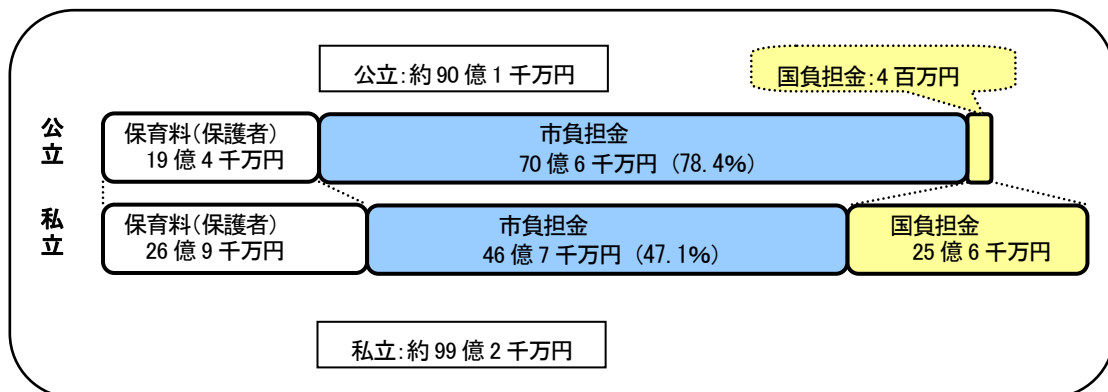 公立：約90億1千万円
国負担金：4百万円
公立
保育料（保護者）
19億4千万円
市負担金
70億6千万円（78.4％）
私立
保育料（保護者）
26億9千万円
市負担金
46億7千万円（47.1％）
国負担金
25億6千万円
私立：約99億2千万円